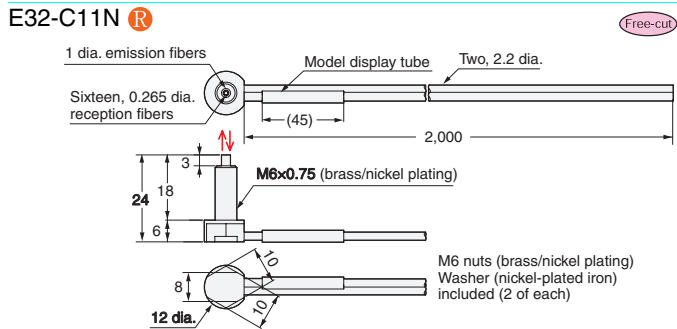 E32-C11N R
Free-cut
1 dia. emission fibers
Model display tube
Two, 2.2 dia.
Sixteen, 0.265 dia.
reception fibers
(45)
2,000
3
M6×0.75 (brass/nickel plating)
24
18
6
10
M6 nuts (brass/nickel plating)
Washer (nickel-plated iron)
included (2 of each)
8
10
12 dia.